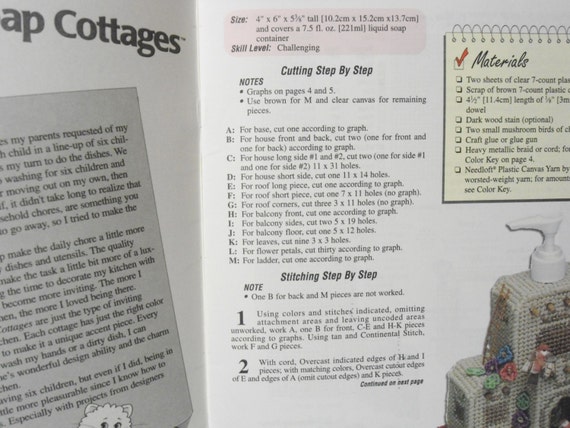 ap Cottages™
es my parents requested of my
h child in a line-up of six chil-
s my turn to do the dishes. We
washing for six children and
r moving out on my own, then
f, it didn't take long to realize that
sehold chores, are something you
o go away, so I tried to make the
p make the daily chore a little more
y dishes and utensils. The quality
make the task a little bit more of a lux-
g the time to decorate my kitchen with
become more inviting. The more I
hen, the more I loved being there.
Cottages are just the type of inviting
chen. Each cottage has just the right color
to make it a unique accent piece. Every
wash my hands or a dirty dish, I can
he's wonderful design ability and the charm
hen.
aving six children, but even if I did, being in
ttle more pleasurable since I know how to
s. Especially with projects from designers
Size: 4" x 6" x 5⅜" tall [10.2cm x 15.2cm x13.7cm]
and covers a 7.5 fl. oz. [221ml] liquid soap
container
Skill Level: Challenging
Cutting Step By Step
NOTES
• Graphs on pages 4 and 5.
• Use brown for M and clear canvas for remaining
pieces.
A: For base, cut one according to graph.
B: For house front and back, cut two (one for front and
one for back) according to graph.
C: For house long side #1 and #2, cut two (one for side #1
and one for side #2) 11 x 31 holes.
D: For house short side, cut one 11 x 14 holes.
E: For roof long piece, cut one according to graph.
F: For roof short piece, cut one 7 x 11 holes (no graph).
G: For roof corners, cut three 3 x 11 holes (no graph).
H: For balcony front, cut one according to graph.
I: For balcony sides, cut two 5 x 19 holes.
J: For balcony floor, cut one 5 x 12 holes.
K: For leaves, cut nine 3 x 3 holes.
L: For flower petals, cut thirty according to graph.
M: For ladder, cut one according to graph.
Stitching Step By Step
NOTE
• One B for back and M pieces are not worked.
1 Using colors and stitches indicated, omitting
attachment areas and leaving uncoded areas
unworked, work A, one B for front, C-E and H-K pieces
according to graphs. Using tan and Continental Stitch,
work F and G pieces.
2 With cord, Overcast indicated edges of H and I
pieces; with matching colors, Overcast cutout edges
of E and edges of A (omit cutout edges) and K pieces.
Continued on next page
Materials
❑ Two sheets of clear 7-count plas
❑ Scrap of brown 7-count plastic c
❑ 4½" [11.4cm] length of ⅛" [3m
dowel
❑ Dark wood stain (optional)
❑ Two small mushroom birds of cl
❑ Craft glue or glue gun
❑ Heavy metallic braid or cord; for
Color Key on page 4.
❑ Needloft® Plastic Canvas Yarn by
worsted-weight yarn; for amount
see Color Key.